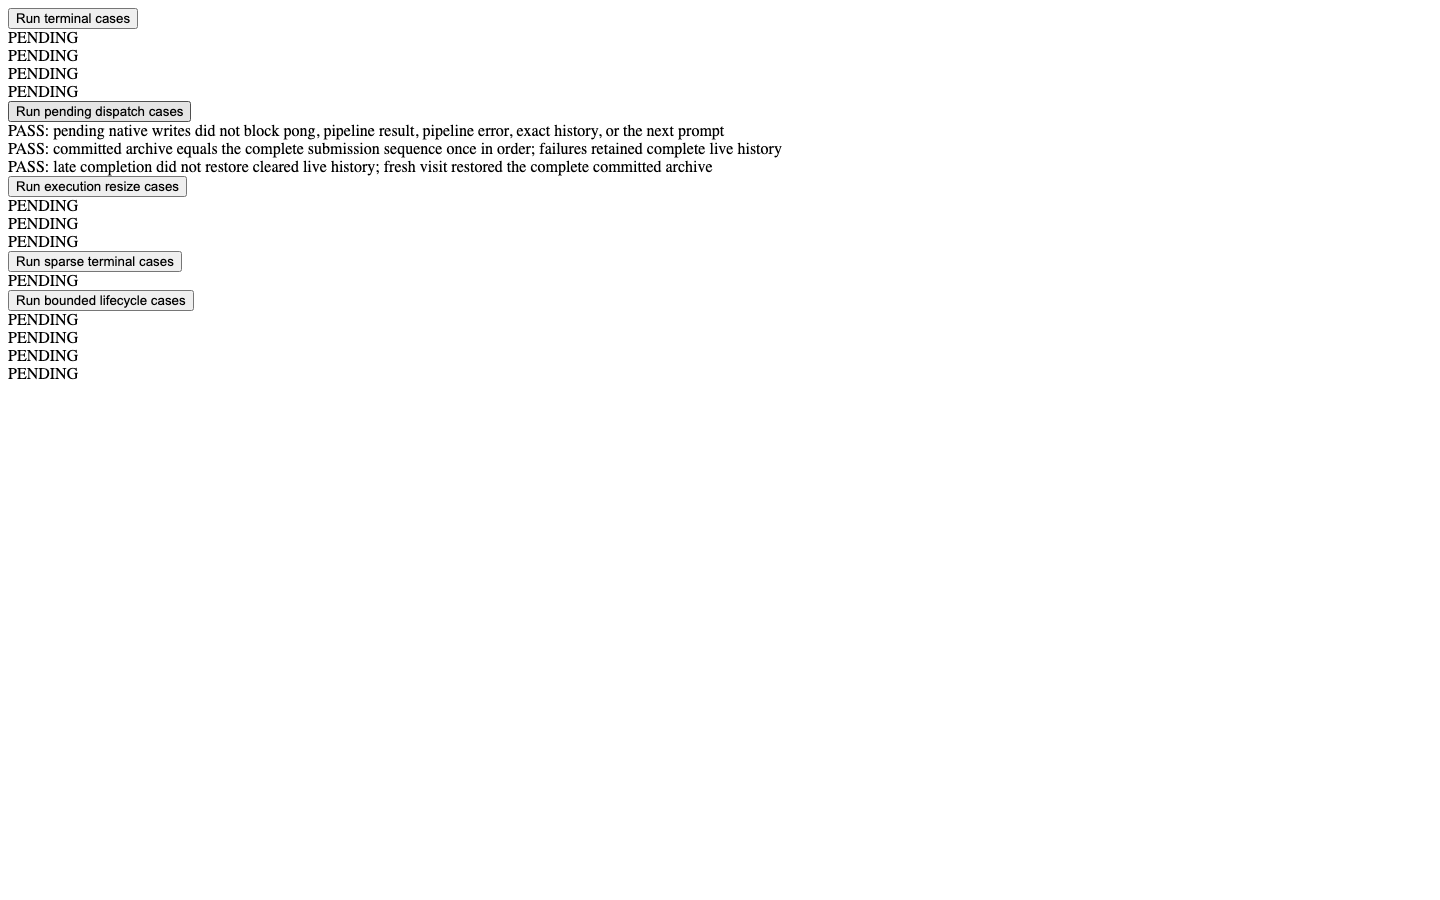 Run terminal cases
PENDING
PENDING
PENDING
PENDING
Run pending dispatch cases
PASS: pending native writes did not block pong, pipeline result, pipeline error, exact history, or the next prompt
PASS: committed archive equals the complete submission sequence once in order; failures retained complete live history
PASS: late completion did not restore cleared live history; fresh visit restored the complete committed archive
Run execution resize cases
PENDING
PENDING
PENDING
Run sparse terminal cases
PENDING
Run bounded lifecycle cases
PENDING
PENDING
PENDING
PENDING